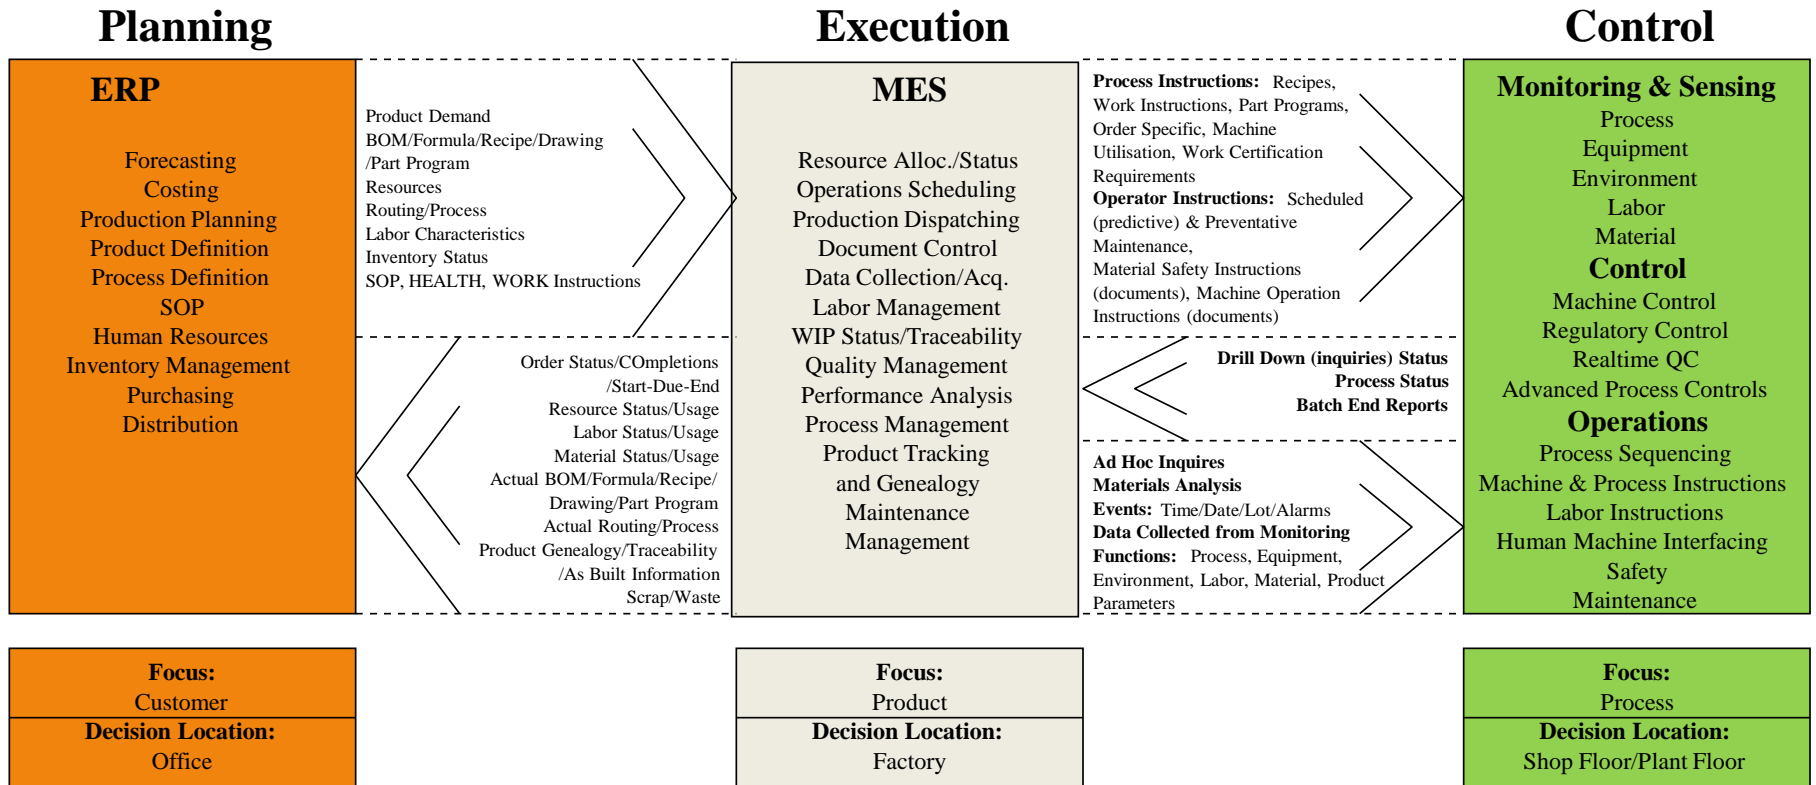 Planning
Execution
Control
ERP
Forecasting
Costing
Production Planning
Product Definition
Process Definition
SOP
Human Resources
Inventory Management
Purchasing
Distribution
Product Demand
BOM/Formula/Recipe/Drawing
/Part Program
Resources
Routing/Process
Labor Characteristics
Inventory Status
SOP, HEALTH, WORK Instructions
Order Status/COmpletions
/Start-Due-End
Resource Status/Usage
Labor Status/Usage
Material Status/Usage
Actual BOM/Formula/Recipe/
Drawing/Part Program
Actual Routing/Process
Product Genealogy/Traceability
/As Built Information
Scrap/Waste
MES
Resource Alloc./Status
Operations Scheduling
Production Dispatching
Document Control
Data Collection/Acq.
Labor Management
WIP Status/Traceability
Quality Management
Performance Analysis
Process Management
Product Tracking
and Genealogy
Maintenance
Management
Process Instructions: Recipes,
Work Instructions, Part Programs,
Order Specific, Machine
Utilisation, Work Certification
Requirements
Operator Instructions: Scheduled
(predictive) & Preventative
Maintenance,
Material Safety Instructions
(documents), Machine Operation
Instructions (documents)
Drill Down (inquiries) Status
Process Status
Batch End Reports
Ad Hoc Inquires
Materials Analysis
Events: Time/Date/Lot/Alarms
Data Collected from Monitoring
Functions: Process, Equipment,
Environment, Labor, Material, Product
Parameters
Monitoring & Sensing
Process
Equipment
Environment
Labor
Material
Control
Machine Control
Regulatory Control
Realtime QC
Advanced Process Controls
Operations
Process Sequencing
Machine & Process Instructions
Labor Instructions
Human Machine Interfacing
Safety
Maintenance
Focus:
Customer
Decision Location:
Office
Focus:
Product
Decision Location:
Factory
Focus:
Process
Decision Location:
Shop Floor/Plant Floor